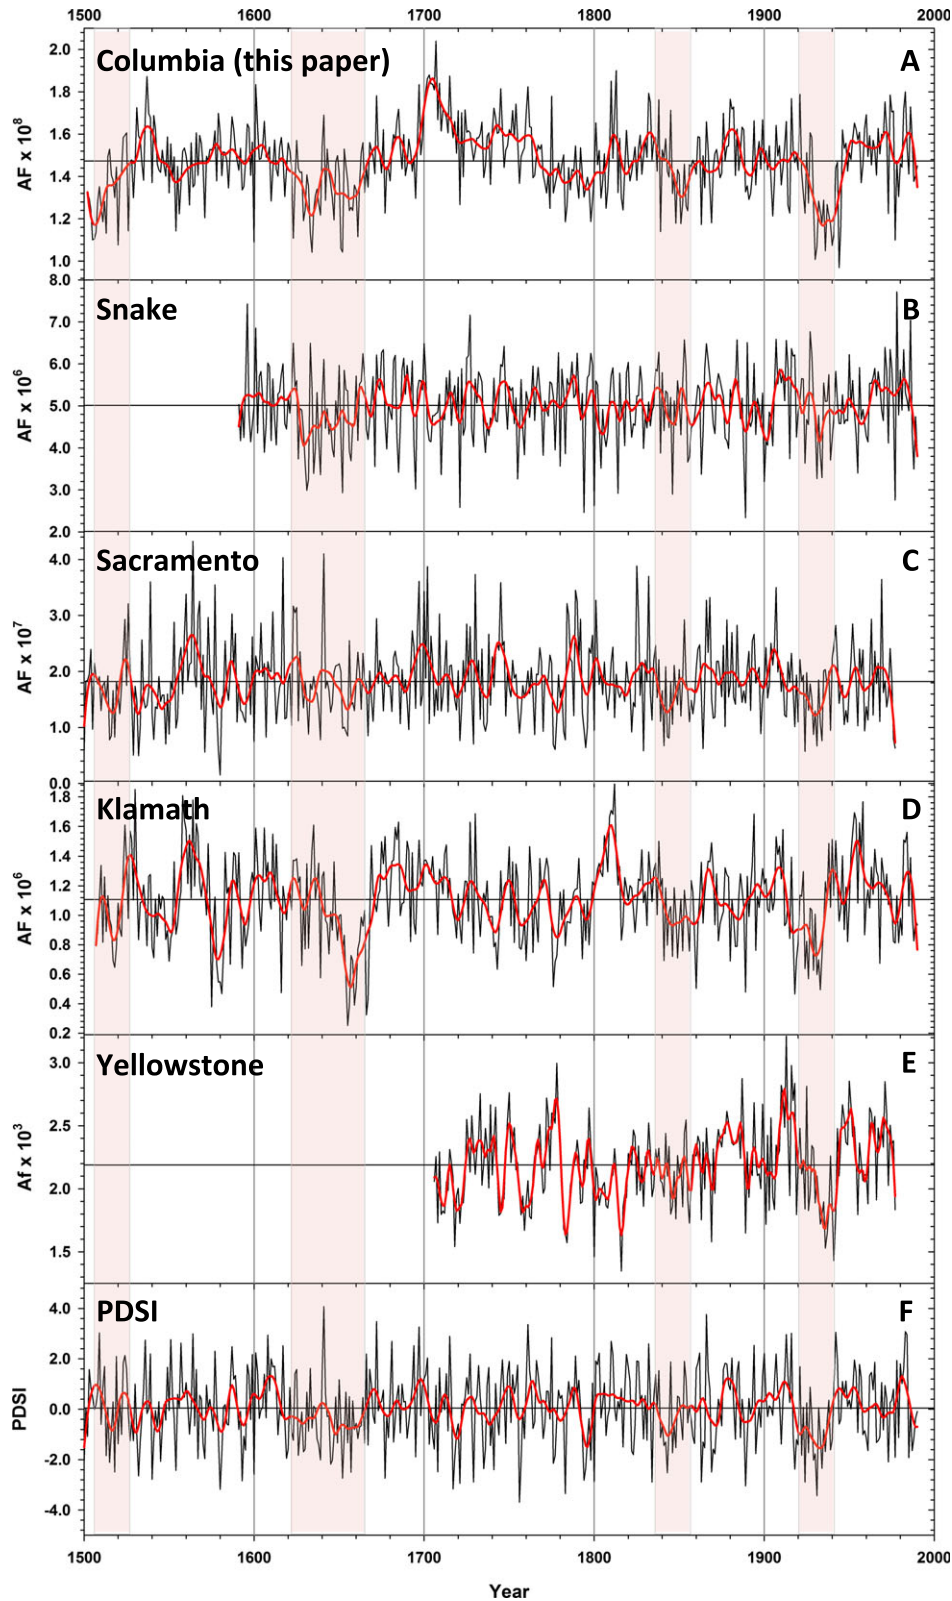 1500 1600 1700 1800 1900 2000
Columbia (this paper) A
2.0
1.8
1.6
1.4
1.2
1.0
AF x 10⁸
8.0
Snake B
7.0
6.0
5.0
4.0
3.0
2.0
AF x 10⁶
Sacramento C
4.0
3.0
2.0
1.0
0.0
AF x 10⁷
Klamath D
1.8
1.6
1.4
1.2
1.0
0.8
0.6
0.4
0.2
AF x 10⁶
Yellowstone E
3.0
2.5
2.0
1.5
Af x 10³
PDSI F
4.0
2.0
0.0
-2.0
-4.0
PDSI
1500 1600 1700 1800 1900 2000
Year